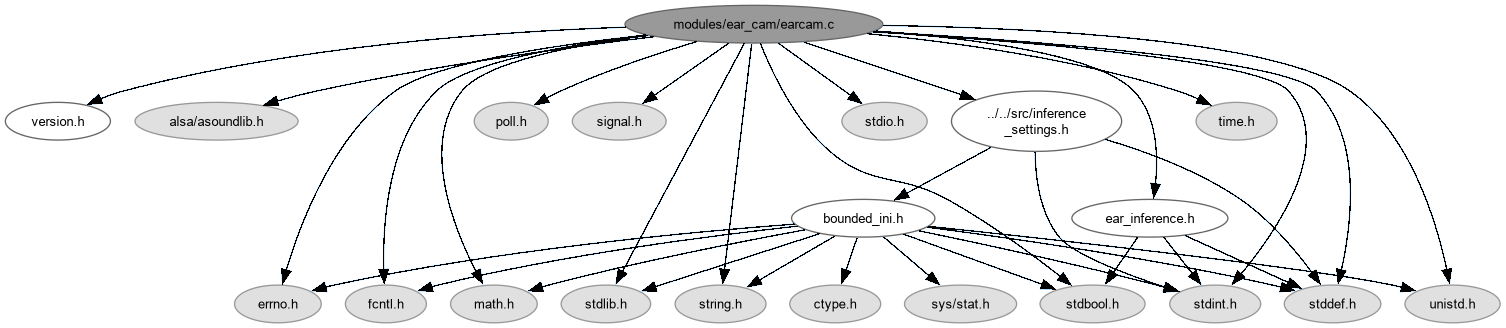 modules/ear_cam/earcam.c
version.h
alsa/asoundlib.h
poll.h
signal.h
stdio.h
../../src/inference
_settings.h
time.h
bounded_ini.h
ear_inference.h
errno.h
fcntl.h
math.h
stdlib.h
string.h
ctype.h
sys/stat.h
stdbool.h
stdint.h
stddef.h
unistd.h